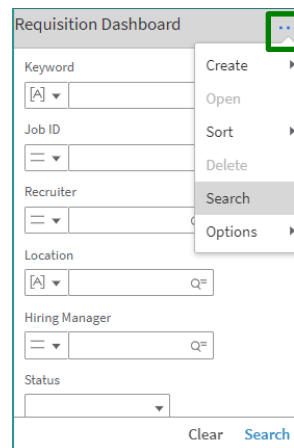 Requisition Dashboard
Keyword
Create
[A]
Open
Job ID
Sort
=
Delete
Recruiter
Search
=
Options
Location
[A]
Hiring Manager
=
Status
Clear Search